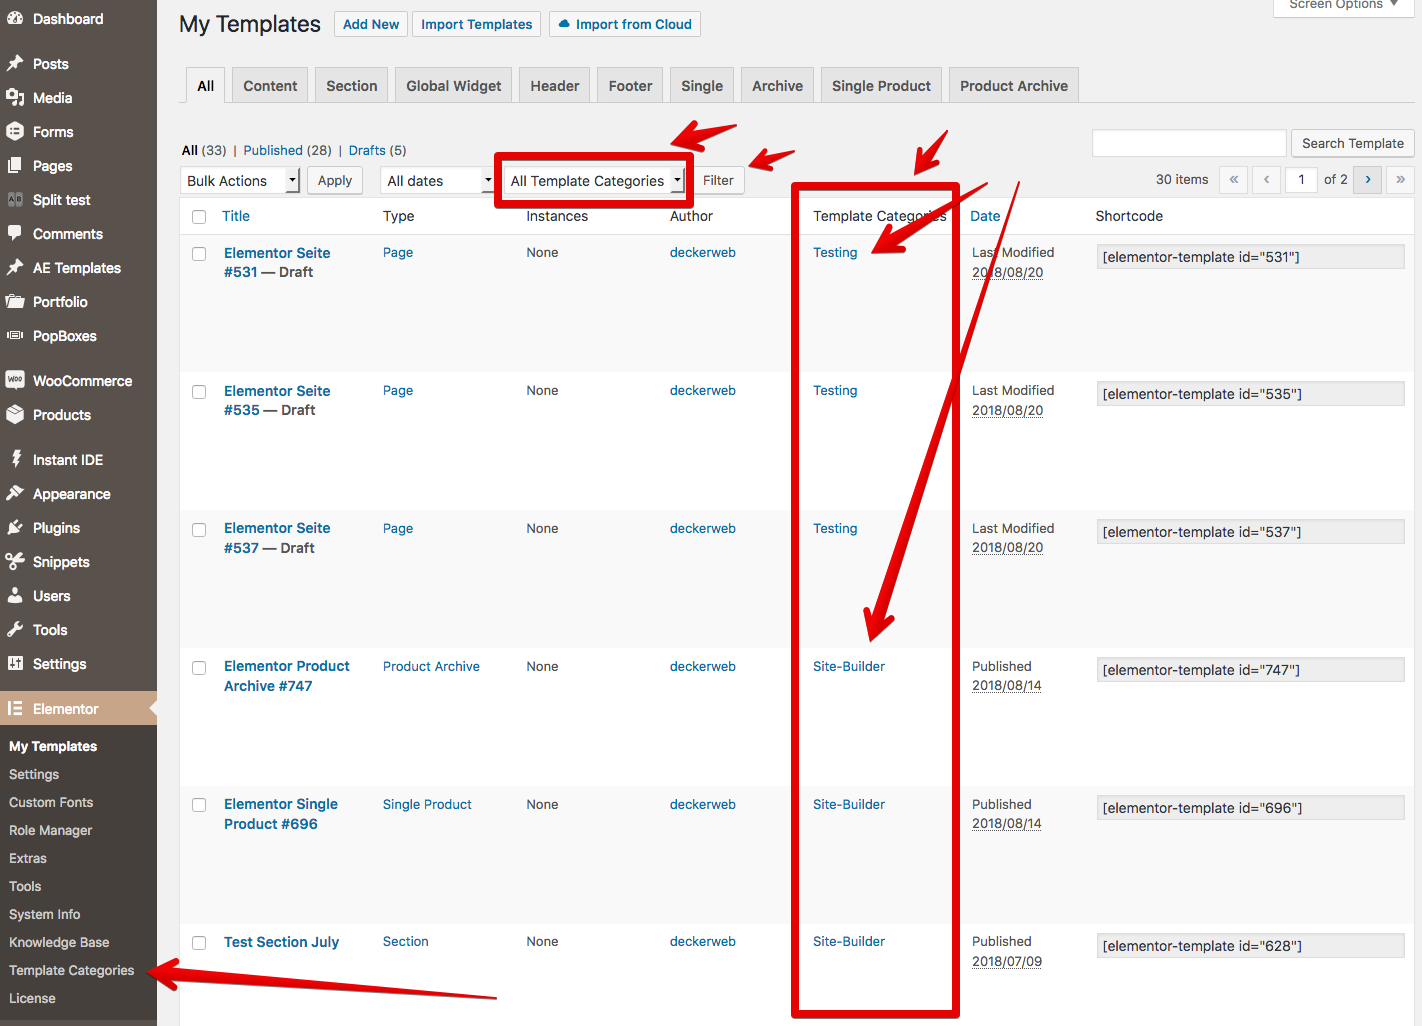 Dashboard
Posts
Media
Forms
Pages
Split test
Comments
AE Templates
Portfolio
PopBoxes
WooCommerce
Products
Instant IDE
Appearance
Plugins
Snippets
Users
Tools
Settings
Elementor
My Templates
Settings
Custom Fonts
Role Manager
Extras
Tools
System Info
Knowledge Base
Template Categories
License
Screen Options ▼
My Templates Add New Import Templates Import from Cloud
All Content Section Global Widget Header Footer Single Archive Single Product Product Archive
All (33) | Published (28) | Drafts (5)
Search Template
Bulk Actions Apply All dates All Template Categories Filter 30 items « ‹ 1 of 2 › »
Title Type Instances Author Template Categories Date Shortcode
Elementor Seite Page None deckerweb Testing Last Modified [elementor-template id="531"]
#531 — Draft 2018/08/20
Elementor Seite Page None deckerweb Testing Last Modified [elementor-template id="535"]
#535 — Draft 2018/08/20
Elementor Seite Page None deckerweb Testing Last Modified [elementor-template id="537"]
#537 — Draft 2018/08/20
Elementor Product Product Archive None deckerweb Site-Builder Published [elementor-template id="747"]
Archive #747 2018/08/14
Elementor Single Single Product None deckerweb Site-Builder Published [elementor-template id="696"]
Product #696 2018/08/14
Test Section July Section None deckerweb Site-Builder Published [elementor-template id="628"]
2018/07/09